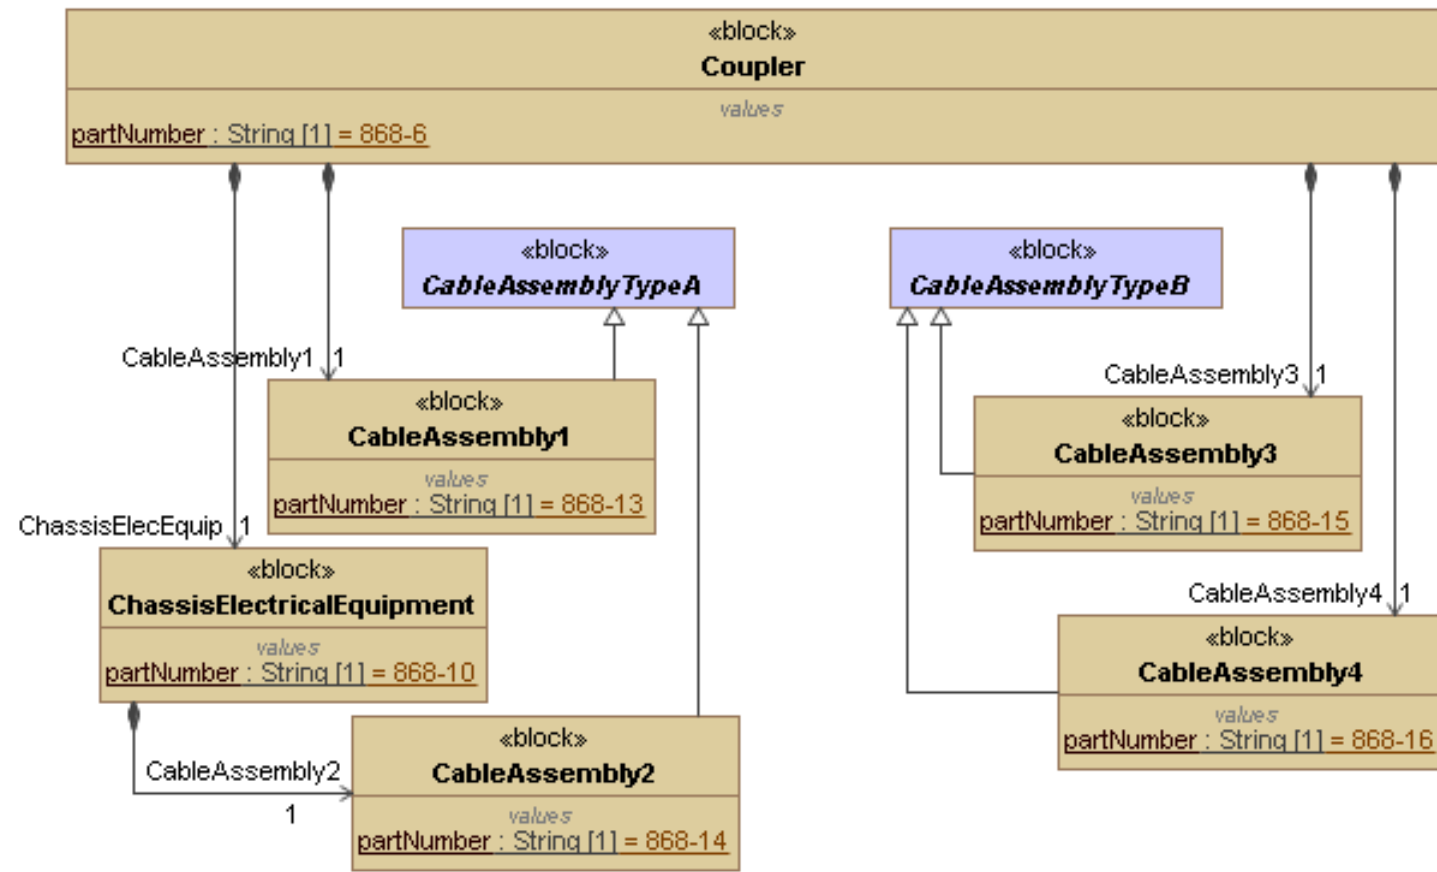 «block»
Coupler
values
partNumber : String [1] = 868-6
«block»
CableAssemblyTypeA
«block»
CableAssemblyTypeB
CableAssembly1 1
«block»
CableAssembly1
values
partNumber : String [1] = 868-13
CableAssembly3 1
«block»
CableAssembly3
values
partNumber : String [1] = 868-15
ChassisElecEquip 1
«block»
ChassisElectricalEquipment
values
partNumber : String [1] = 868-10
CableAssembly4 1
«block»
CableAssembly4
values
partNumber : String [1] = 868-16
CableAssembly2
1
«block»
CableAssembly2
values
partNumber : String [1] = 868-14